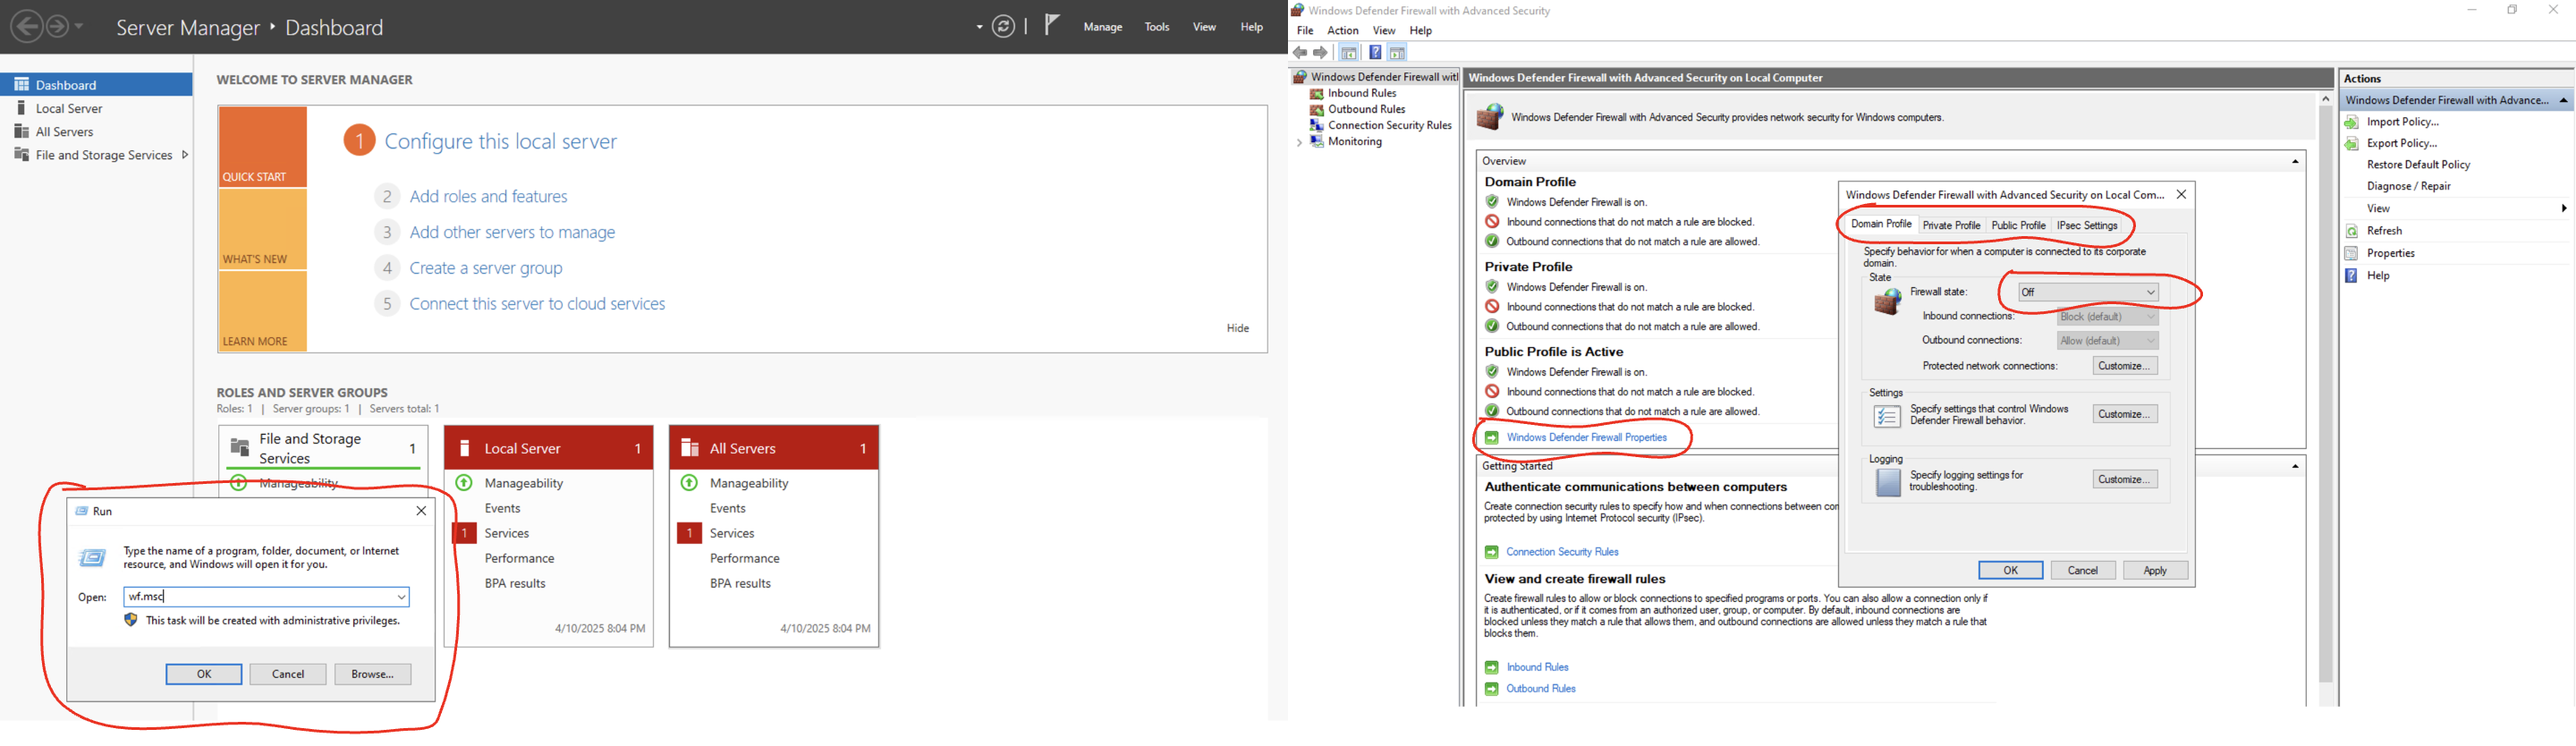 Server Manager ‣ Dashboard
Manage Tools View Help
Dashboard
Local Server
All Servers
File and Storage Services
WELCOME TO SERVER MANAGER
QUICK START
WHAT'S NEW
LEARN MORE
1 Configure this local server
2 Add roles and features
3 Add other servers to manage
4 Create a server group
5 Connect this server to cloud services
Hide
ROLES AND SERVER GROUPS
Roles: 1 | Server groups: 1 | Servers total: 1
File and Storage
Services 1
Manageability
Local Server 1
Manageability
Events
1 Services
Performance
BPA results
4/10/2025 8:04 PM
All Servers 1
Manageability
Events
1 Services
Performance
BPA results
4/10/2025 8:04 PM
Run
Type the name of a program, folder, document, or Internet
resource, and Windows will open it for you.
Open: wf.msc
This task will be created with administrative privileges.
OK Cancel Browse...
Windows Defender Firewall with Advanced Security
File Action View Help
Windows Defender Firewall with
Inbound Rules
Outbound Rules
Connection Security Rules
Monitoring
Windows Defender Firewall with Advanced Security on Local Computer
Windows Defender Firewall with Advanced Security provides network security for Windows computers.
Overview
Domain Profile
Windows Defender Firewall is on.
Inbound connections that do not match a rule are blocked.
Outbound connections that do not match a rule are allowed.
Private Profile
Windows Defender Firewall is on.
Inbound connections that do not match a rule are blocked.
Outbound connections that do not match a rule are allowed.
Public Profile is Active
Windows Defender Firewall is on.
Inbound connections that do not match a rule are blocked.
Outbound connections that do not match a rule are allowed.
Windows Defender Firewall Properties
Getting Started
Authenticate communications between computers
Create connection security rules to specify how and when connections between
protected by using Internet Protocol security (IPsec).
Connection Security Rules
View and create firewall rules
Create firewall rules to allow or block connections to specified programs or ports. You can also allow a connection only if
it is authenticated, or if it comes from an authorized user, group, or computer. By default, inbound connections are
blocked unless they match a rule that allows them, and outbound connections are allowed unless they match a rule that
blocks them.
Inbound Rules
Outbound Rules
Windows Defender Firewall with Advanced Security on Local Com...
Domain Profile Private Profile Public Profile IPsec Settings
Specify behavior for when a computer is connected to its corporate
domain.
State
Firewall state: Off
Inbound connections: Block (default)
Outbound connections: Allow (default)
Protected network connections: Customize...
Settings
Specify settings that control Windows
Defender Firewall behavior. Customize...
Logging
Specify logging settings for
troubleshooting. Customize...
OK Cancel Apply
Actions
Windows Defender Firewall with Advance...
Import Policy...
Export Policy...
Restore Default Policy
Diagnose / Repair
View
Refresh
Properties
Help